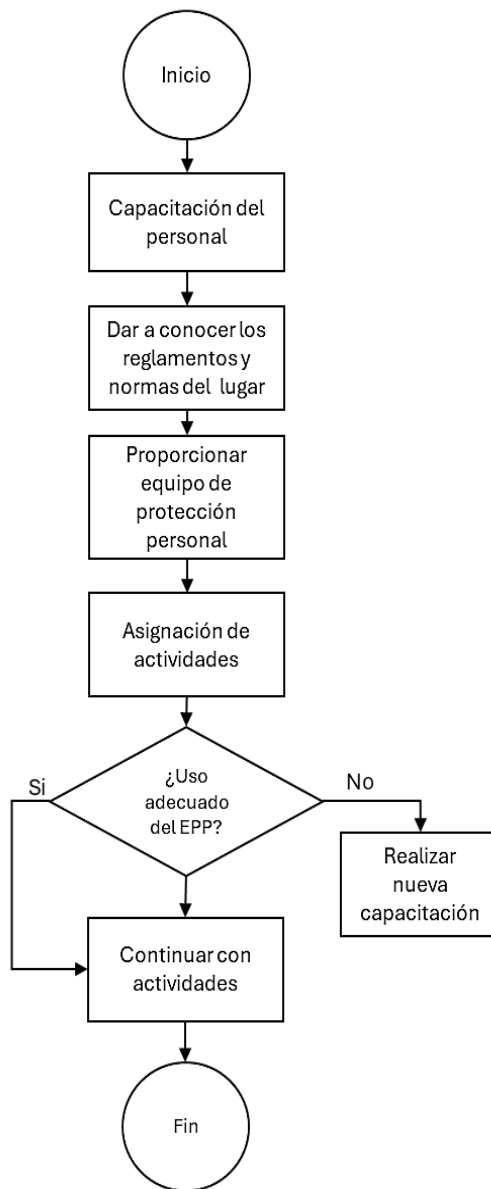 Inicio
Capacitación del
personal
Dar a conocer los
reglamentos y
normas del lugar
Proporcionar
equipo de
protección
personal
Asignación de
actividades
¿Uso
adecuado
del EPP?
Si
No
Realizar
nueva
capacitación
Continuar con
actividades
Fin